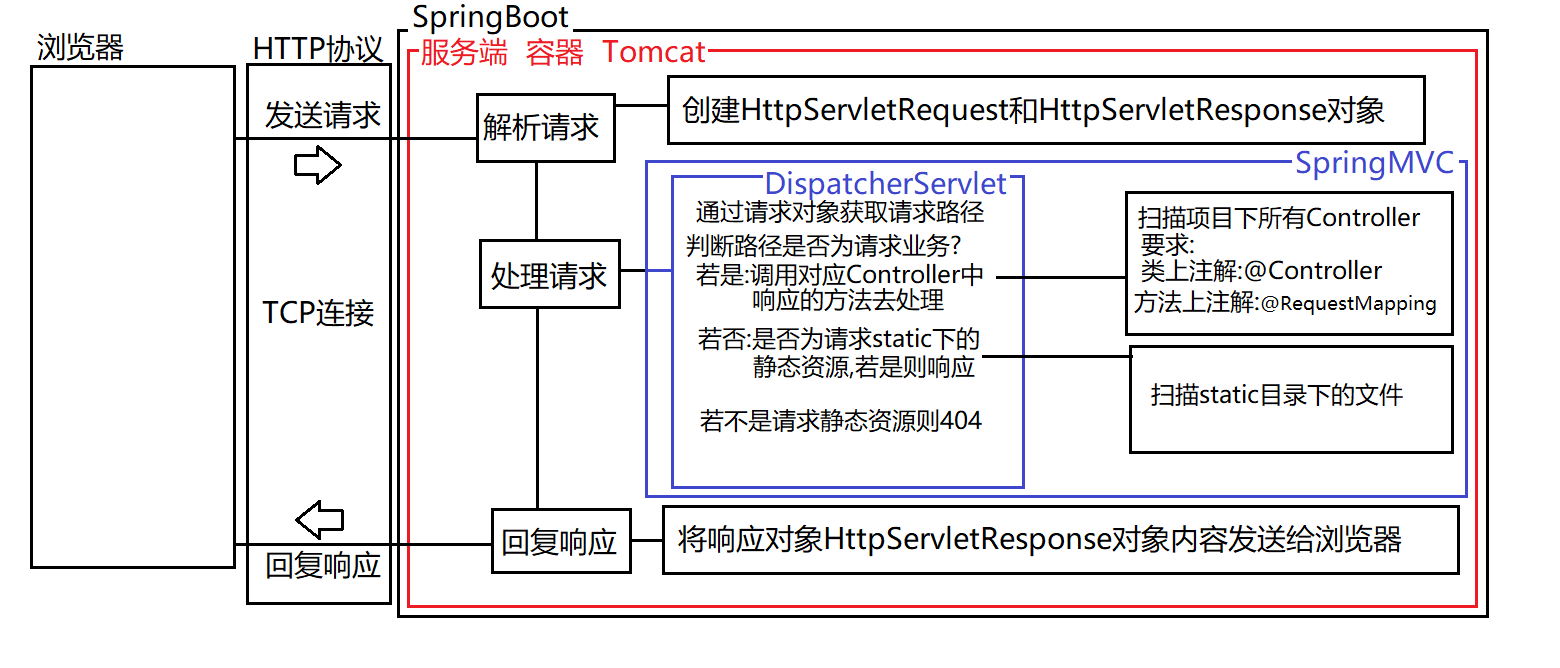 SpringBoot
浏览器
HTTP协议
服务端 容器 Tomcat
发送请求
解析请求
创建HttpServletRequest和HttpServletResponse对象
SpringMVC
DispatcherServlet
通过请求对象获取请求路径
判断路径是否为请求业务?
若是:调用对应Controller中
响应的方法去处理
若否:是否为请求static下的
静态资源,若是则响应
若不是请求静态资源则404
扫描项目下所有Controller
要求:
类上注解:@Controller
方法上注解:@RequestMapping
扫描static目录下的文件
处理请求
TCP连接
回复响应
将响应对象HttpServletResponse对象内容发送给浏览器
回复响应